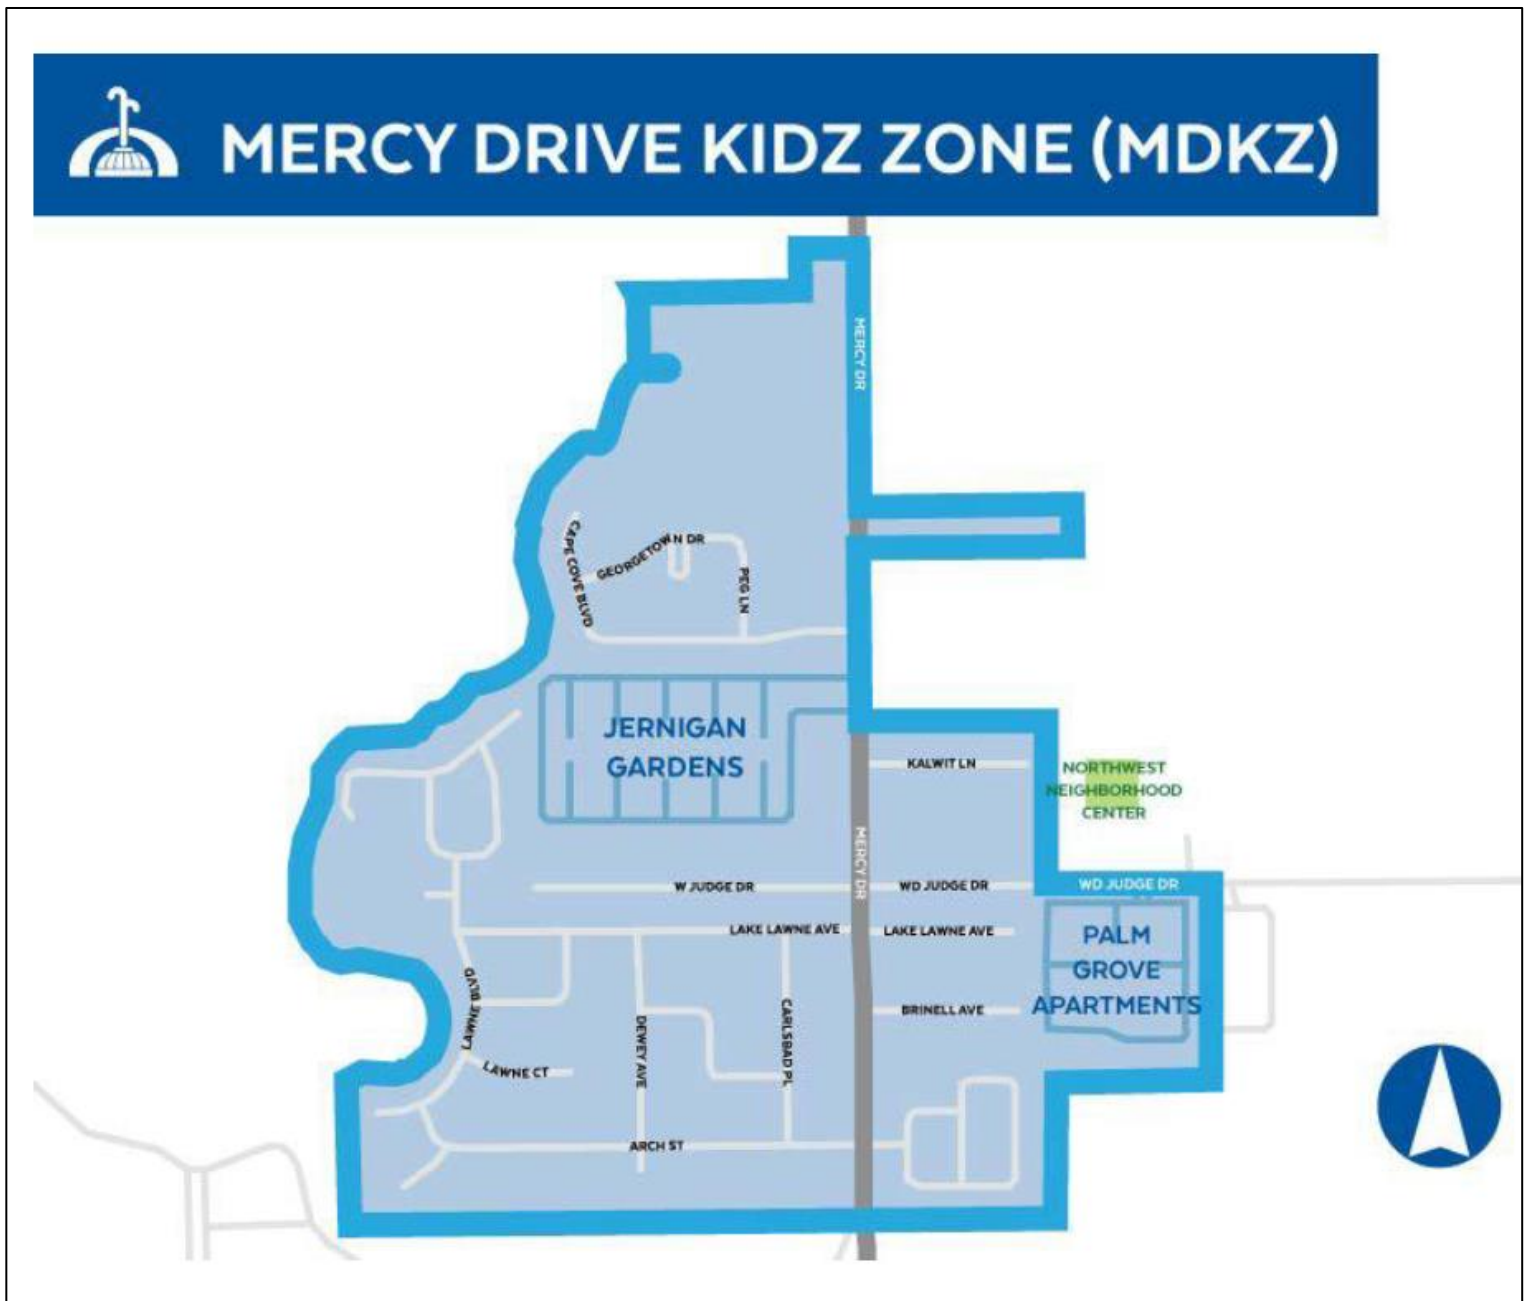 MERCY DRIVE KIDZ ZONE (MDKZ)
MERCY DR
CAPE COVE BLVD
GEORGETOWN DR
PEG LN
JERNIGAN
GARDENS
KALWIT LN
NORTHWEST
NEIGHBORHOOD
CENTER
MERCY DR
W JUDGE DR
WD JUDGE DR
WD JUDGE DR
LAKE LAWNE AVE
LAKE LAWNE AVE
PALM
GROVE
APARTMENTS
LAWNE BLVD
CARLSBAD PL
BRINELL AVE
DEWEY AVE
LAWNE CT
ARCH ST